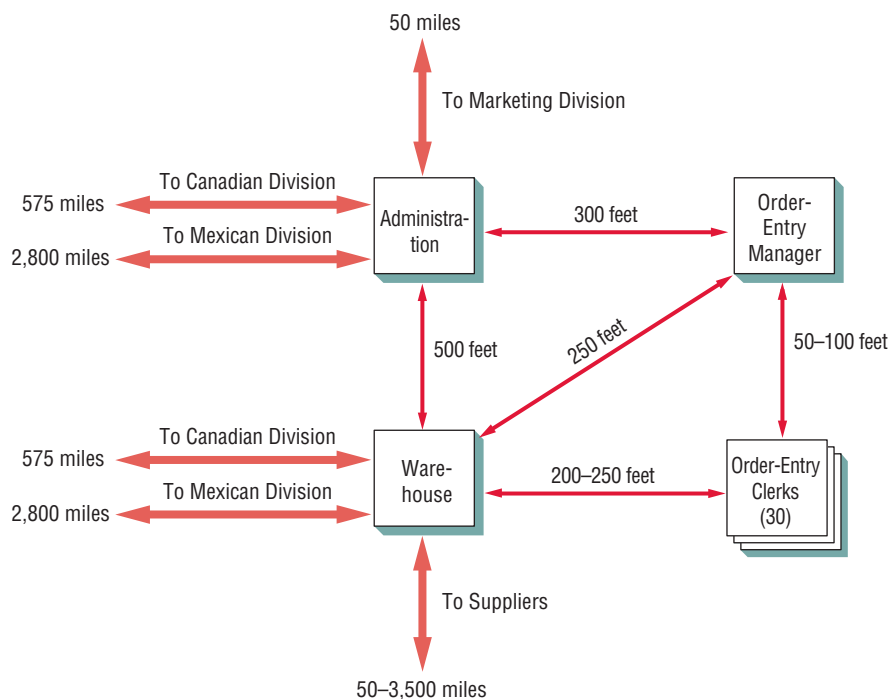 50 miles
To Marketing Division
To Canadian Division
575 miles
To Mexican Division
2,800 miles
Administra-
tion
300 feet
Order-
Entry
Manager
500 feet
250 feet
50–100 feet
To Canadian Division
575 miles
To Mexican Division
2,800 miles
Ware-
house
200–250 feet
Order-Entry
Clerks
(30)
To Suppliers
50–3,500 miles